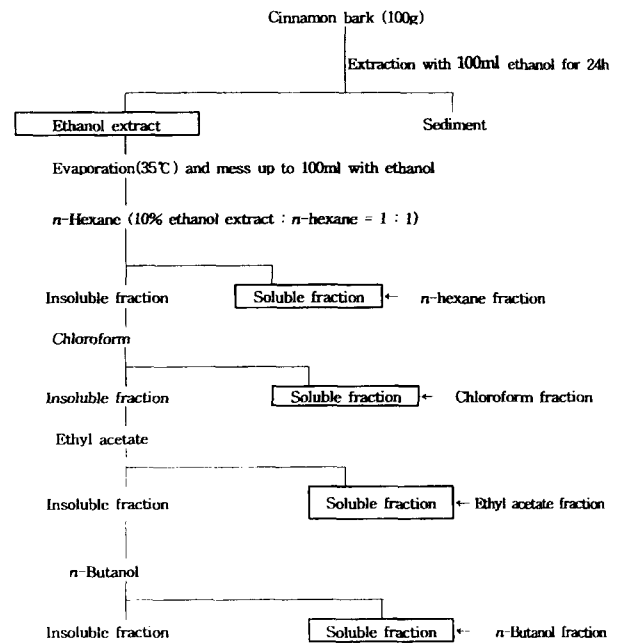 Cinnamon bark (100g)
Extraction with 100ml ethanol for 24h
Ethanol extract Sediment
Evaporation(35℃) and mess up to 100ml with ethanol
n-Hexane (10% ethanol extract : n-hexane = 1 : 1)
Insoluble fraction Soluble fraction ← n-hexane fraction
Chloroform
Insoluble fraction Soluble fraction ← Chloroform fraction
Ethyl acetate
Insoluble fraction Soluble fraction ← Ethyl acetate fraction
n-Butanol
Insoluble fraction Soluble fraction ← n-Butanol fraction